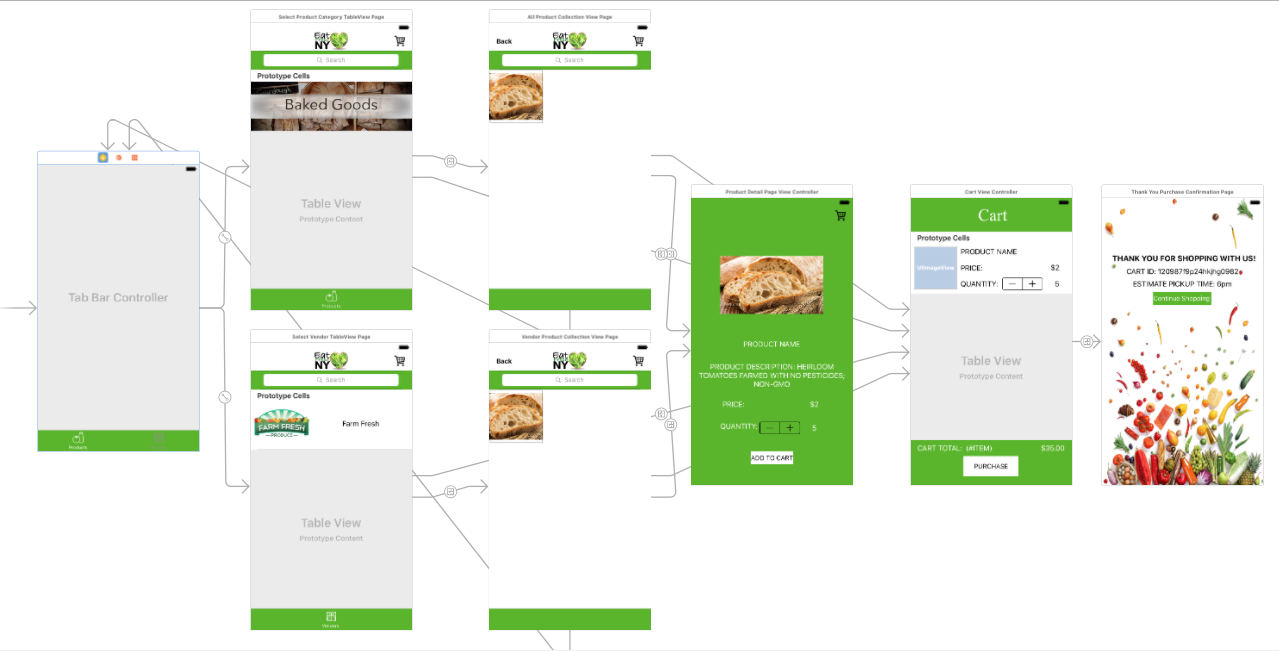 Tab Bar Controller
Products
Select Product Category TableView Page
Eat
NY
Search
Prototype Cells
Baked Goods
Table View
Prototype Content
Products
Select Vendor TableView Page
Eat
NY
Search
Prototype Cells
FARM FRESH
PRODUCE
Farm Fresh
Table View
Prototype Content
Vendors
All Product Collection View Page
Back
Eat
NY
Search
Vendor Product Collection View Page
Back
Eat
NY
Search
Product Detail Page View Controller
PRODUCT NAME
PRODUCT DESCRIPTION: HEIRLOOM
TOMATOES FARMED WITH NO PESTICIDES;
NON-GMO
PRICE: $2
QUANTITY: − + 5
ADD TO CART
Cart View Controller
Cart
Prototype Cells
UIImageView
PRODUCT NAME
PRICE: $2
QUANTITY: − + 5
Table View
Prototype Content
CART TOTAL: (#ITEM) $35.00
PURCHASE
Thank You Purchase Confirmation Page
THANK YOU FOR SHOPPING WITH US!
CART ID: 120987f9p24hkjhg0982
ESTIMATE PICKUP TIME: 6pm
Continue Shopping